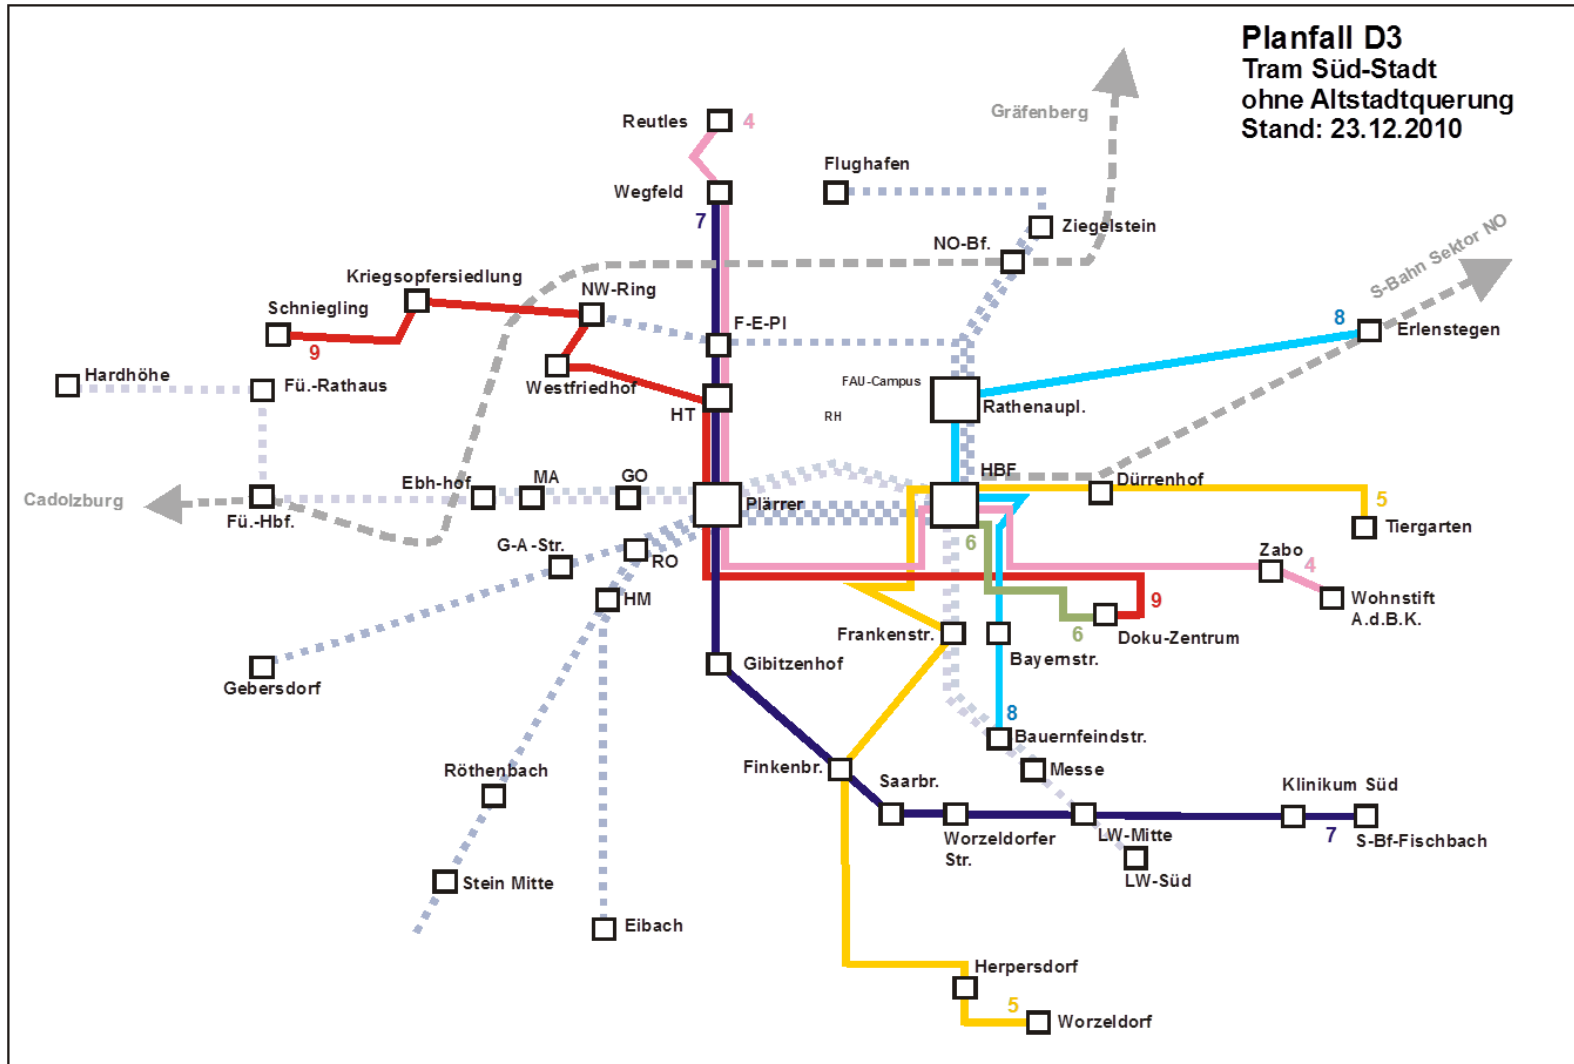 Planfall D3
Tram Süd-Stadt
ohne Altstadtquerung
Stand: 23.12.2010
Gräfenberg
Reutles
4
Flughafen
Wegfeld
7
Ziegelstein
NO-Bf.
S-Bahn Sektor NO
Kriegsopfersiedlung
NW-Ring
Schniegling
9
F-E-Pl
8
Erlenstegen
Hardhöhe
Fü.-Rathaus
Westfriedhof
HT
FAU-Campus
RH
Rathenaupl.
Cadolzburg
Fü.-Hbf.
Ebh-hof
MA
GO
Plärrer
HBF
Dürrenhof
5
Tiergarten
G-A-Str.
RO
6
Zabo
4
HM
Wohnstift
A.d.B.K.
9
6
Doku-Zentrum
Frankenstr.
Bayernstr.
Gebersdorf
Gibitzenhof
8
Bauernfeindstr.
Finkenbr.
Messe
Röthenbach
Saarbr.
Klinikum Süd
Worzeldorfer
Str.
LW-Mitte
7
S-Bf-Fischbach
LW-Süd
Stein Mitte
Eibach
Herpersdorf
5
Worzeldorf